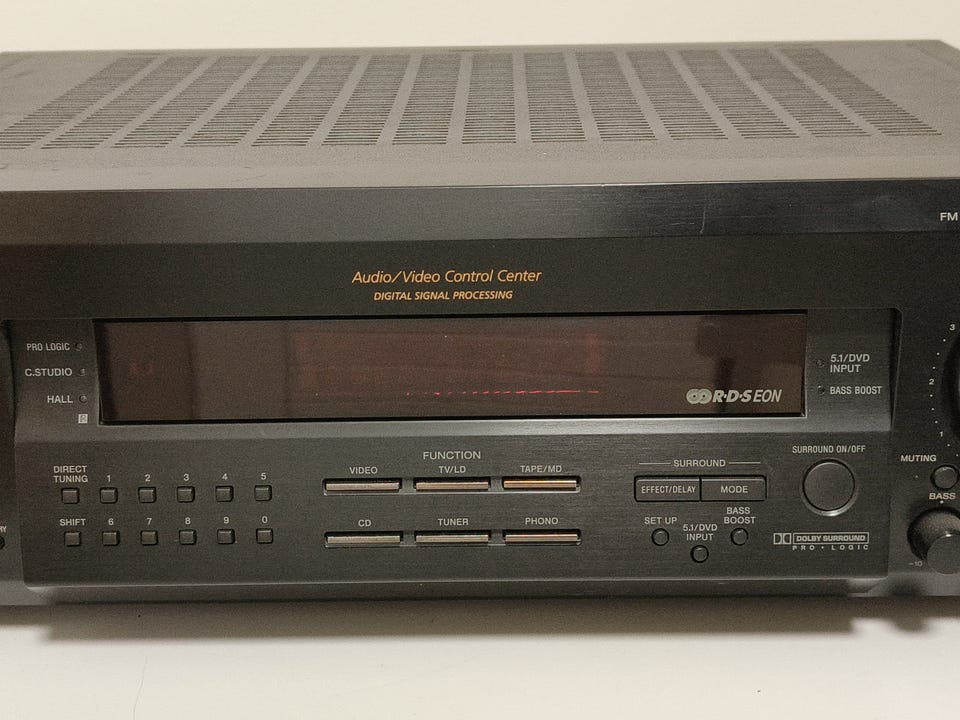 FM
Audio/Video Control Center
DIGITAL SIGNAL PROCESSING
PRO LOGIC
C.STUDIO
HALL
R·D·S EON
5.1/DVD
INPUT
BASS BOOST
3
2
1
FUNCTION
VIDEO
TV/LD
TAPE/MD
CD
TUNER
PHONO
DIRECT
TUNING
1
2
3
4
5
SHIFT
6
7
8
9
0
SURROUND
EFFECT/DELAY
MODE
SET UP
5.1/DVD
INPUT
BASS
BOOST
SURROUND ON/OFF
DOLBY SURROUND
PRO • LOGIC
MUTING
BASS
-10
RY